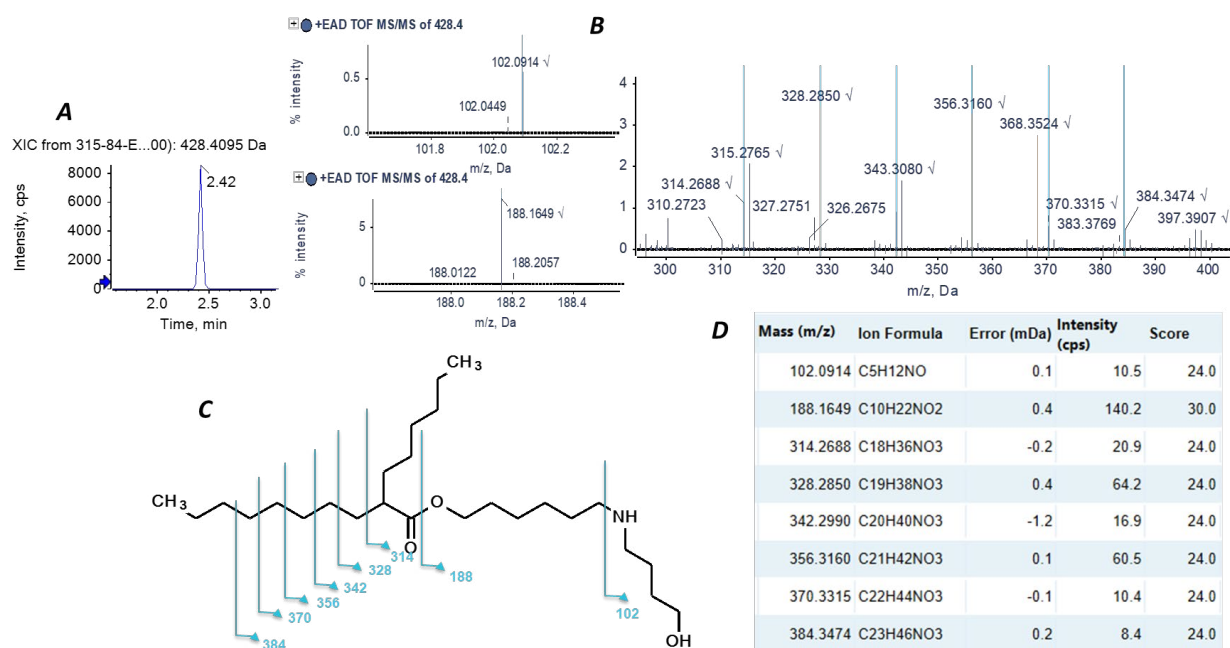 A
XIC from 315-84-E...00): 428.4095 Da
Intensity, cps
8000
6000
4000
2000
0
2.42
2.0
2.5
3.0
Time, min
+EAD TOF MS/MS of 428.4
% intensity
0.5
0.0
102.0914 √
102.0449
101.8
102.0
102.2
m/z, Da
+EAD TOF MS/MS of 428.4
% intensity
5
0
188.1649 √
188.2057
188.0122
188.0
188.2
188.4
m/z, Da
B
4
3
2
1
0
328.2850 √
356.3160 √
368.3524 √
315.2765 √
343.3080 √
314.2688 √
310.2723
327.2751
326.2675
370.3315 √
384.3474 √
383.3769
397.3907 √
300
310
320
330
340
350
360
370
380
390
400
m/z, Da
C
CH3
CH3
O
O
NH
OH
314
328
342
356
370
384
188
102
D
Mass (m/z) Ion Formula Error (mDa) Intensity (cps) Score
102.0914 C5H12NO 0.1 10.5 24.0
188.1649 C10H22NO2 0.4 140.2 30.0
314.2688 C18H36NO3 -0.2 20.9 24.0
328.2850 C19H38NO3 0.4 64.2 24.0
342.2990 C20H40NO3 -1.2 16.9 24.0
356.3160 C21H42NO3 0.1 60.5 24.0
370.3315 C22H44NO3 -0.1 10.4 24.0
384.3474 C23H46NO3 0.2 8.4 24.0